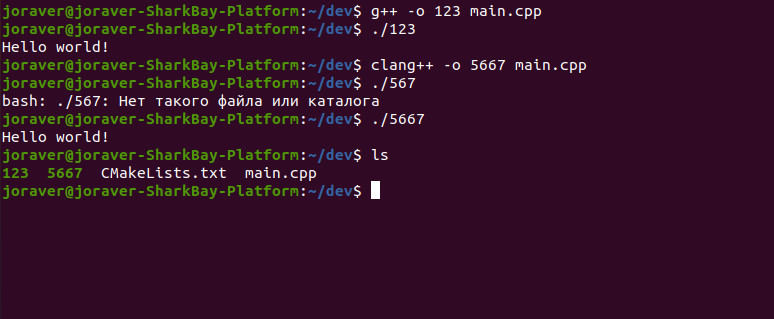 joraver@joraver-SharkBay-Platform:~/dev$ g++ -o 123 main.cpp
joraver@joraver-SharkBay-Platform:~/dev$ ./123
Hello world!
joraver@joraver-SharkBay-Platform:~/dev$ clang++ -o 5667 main.cpp
joraver@joraver-SharkBay-Platform:~/dev$ ./567
bash: ./567: Нет такого файла или каталога
joraver@joraver-SharkBay-Platform:~/dev$ ./5667
Hello world!
joraver@joraver-SharkBay-Platform:~/dev$ ls
123  5667  CMakeLists.txt  main.cpp
joraver@joraver-SharkBay-Platform:~/dev$